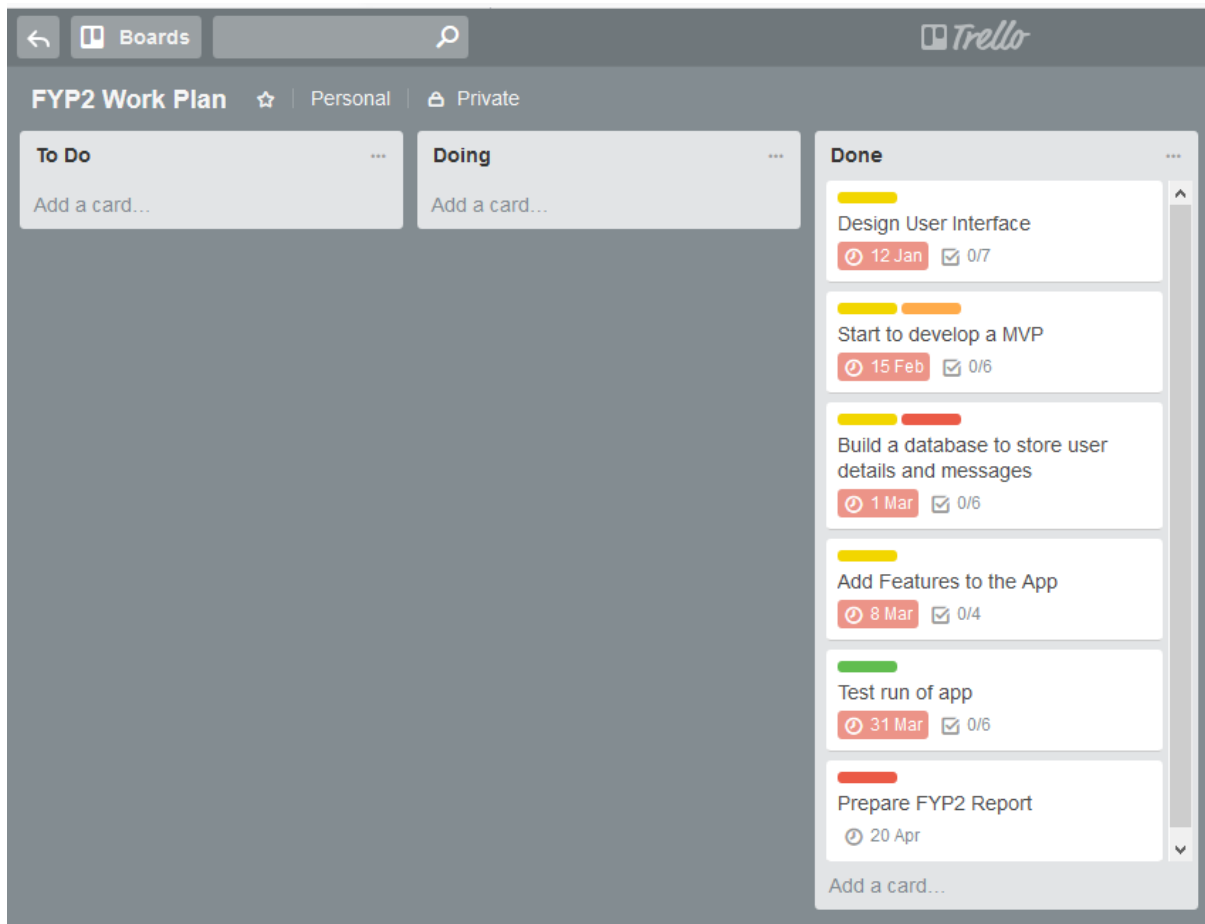 Boards
Trello
FYP2 Work Plan
Personal
Private
To Do
Add a card...
Doing
Add a card...
Done
Design User Interface
12 Jan 0/7
Start to develop a MVP
15 Feb 0/6
Build a database to store user
details and messages
1 Mar 0/6
Add Features to the App
8 Mar 0/4
Test run of app
31 Mar 0/6
Prepare FYP2 Report
20 Apr
Add a card...